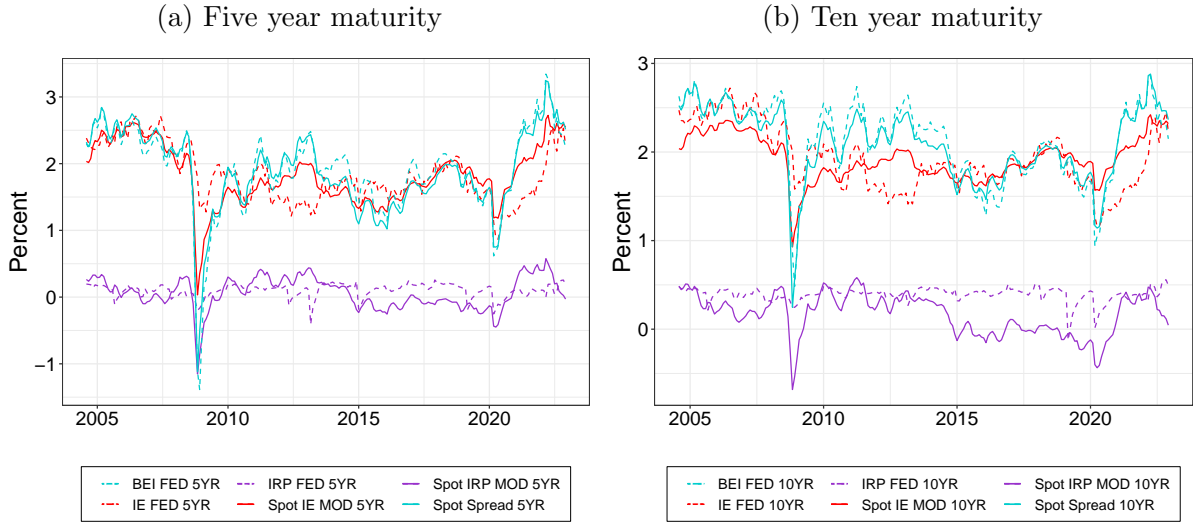 (a) Five year maturity
Percent
3
2
1
0
−1
2005 2010 2015 2020
BEI FED 5YR IRP FED 5YR Spot IRP MOD 5YR
IE FED 5YR Spot IE MOD 5YR Spot Spread 5YR
(b) Ten year maturity
Percent
3
2
1
0
2005 2010 2015 2020
BEI FED 10YR IRP FED 10YR Spot IRP MOD 10YR
IE FED 10YR Spot IE MOD 10YR Spot Spread 10YR